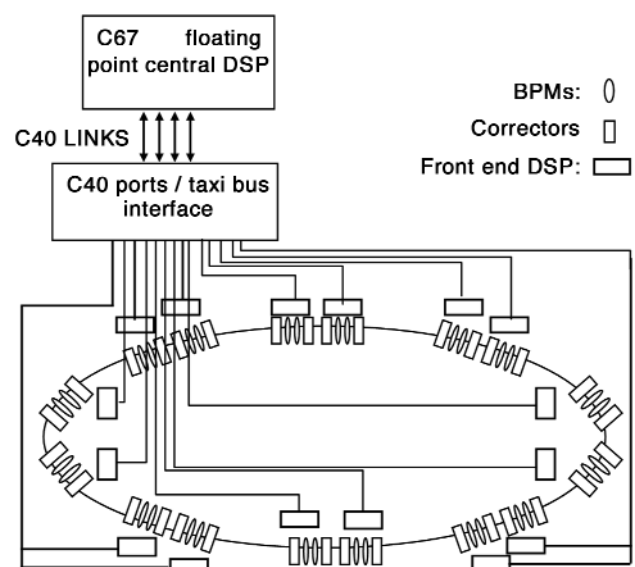 C67 floating
point central DSP
C40 LINKS
C40 ports / taxi bus
interface
BPMs:
Correctors
Front end DSP: